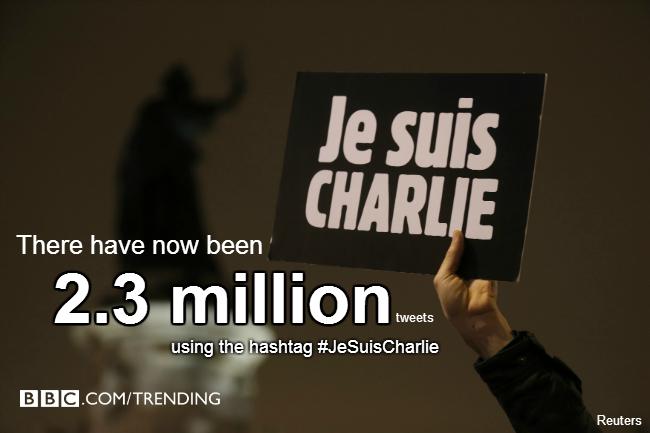 Je suis
CHARLIE
There have now been
2.3 million tweets
using the hashtag #JeSuisCharlie
BBC.COM/TRENDING
Reuters